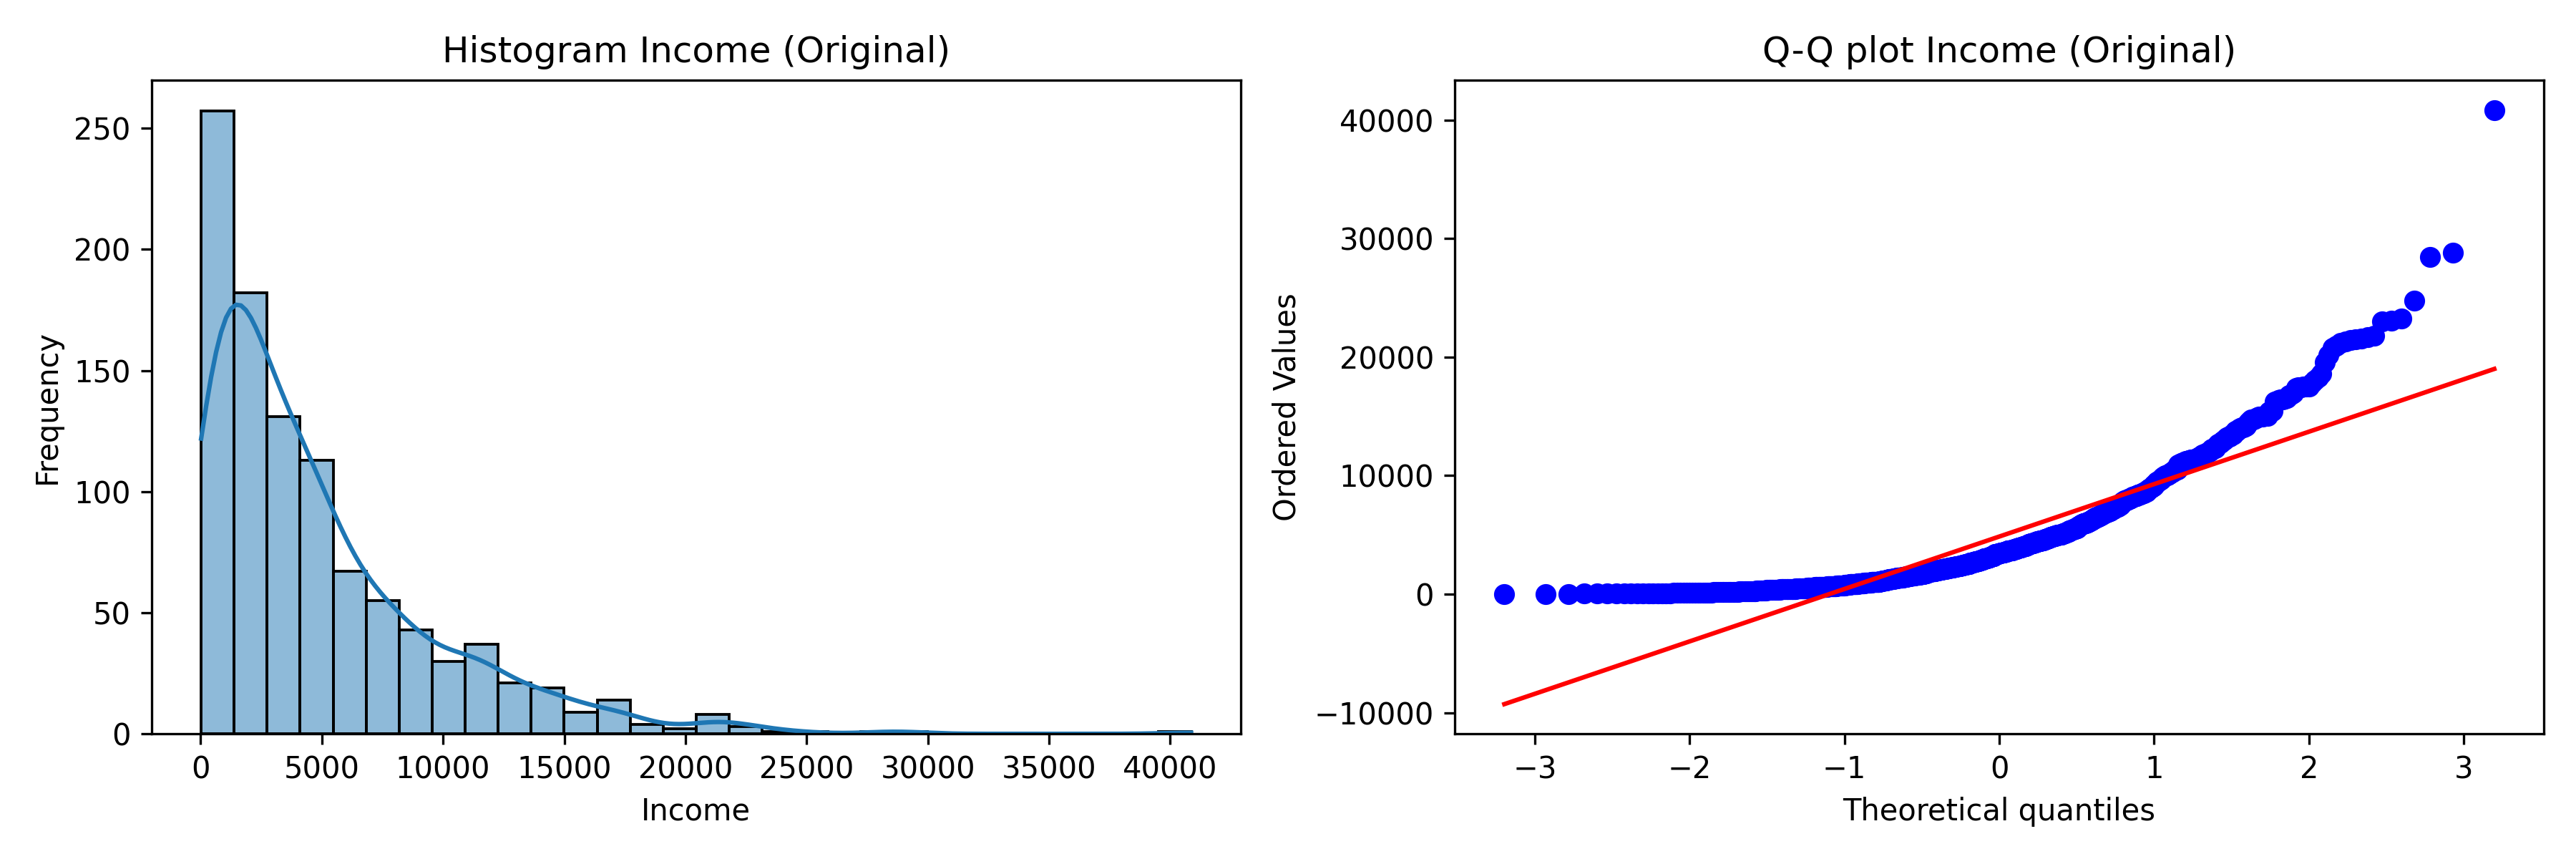 Histogram Income (Original)
250
200
150
100
50
0
Frequency
0 5000 10000 15000 20000 25000 30000 35000 40000
Income
Q-Q plot Income (Original)
40000
30000
20000
10000
0
−10000
Ordered Values
−3 −2 −1 0 1 2 3
Theoretical quantiles